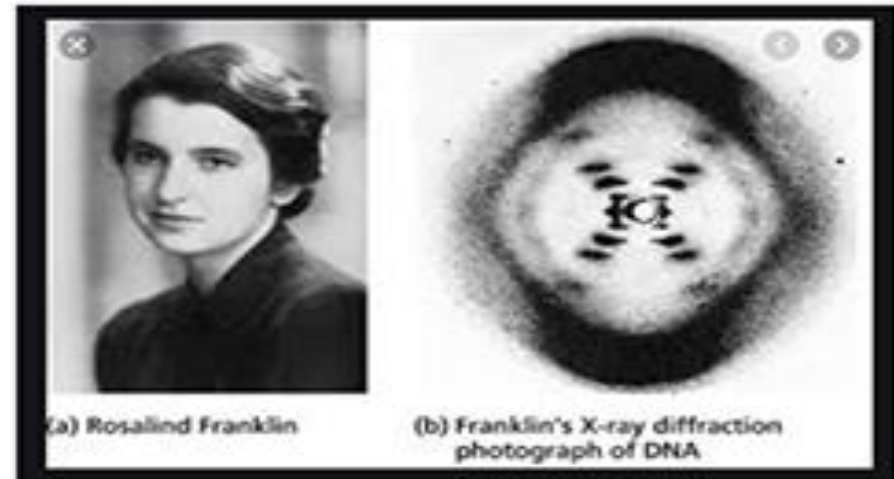 (a) Rosalind Franklin
(b) Franklin's X-ray diffraction
photograph of DNA